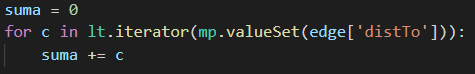 suma = 0
for c in lt.iterator(mp.valueSet(edge['distTo'])):
    suma += c